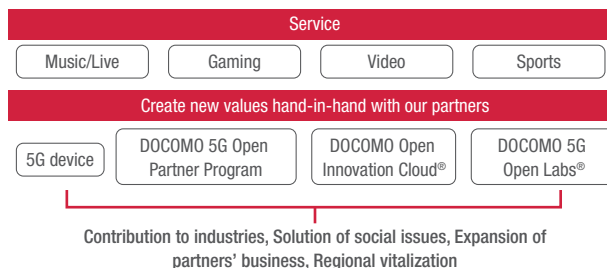 Service
Music/Live
Gaming
Video
Sports
Create new values hand-in-hand with our partners
5G device
DOCOMO 5G Open
Partner Program
DOCOMO Open
Innovation Cloud®
DOCOMO 5G
Open Labs®
Contribution to industries, Solution of social issues, Expansion of
partners' business, Regional vitalization